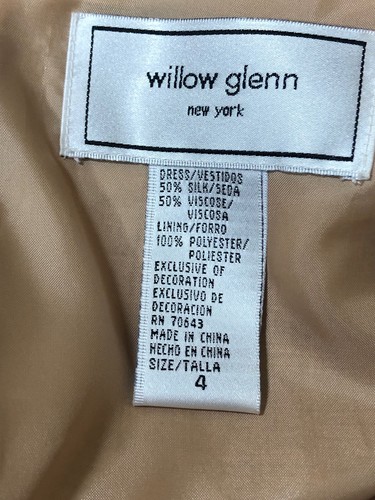 willow glenn
new york
DRESS/VESTIDOS
50% SILK/SEDA
50% VISCOSE/
VISCOSA
LINING/FORRO
100% POLYESTER/
POLIESTER
EXCLUSIVE OF
DECORATION
EXCLUSIVO DE
DECORACION
RN 70643
MADE IN CHINA
HECHO EN CHINA
SIZE/TALLA
4